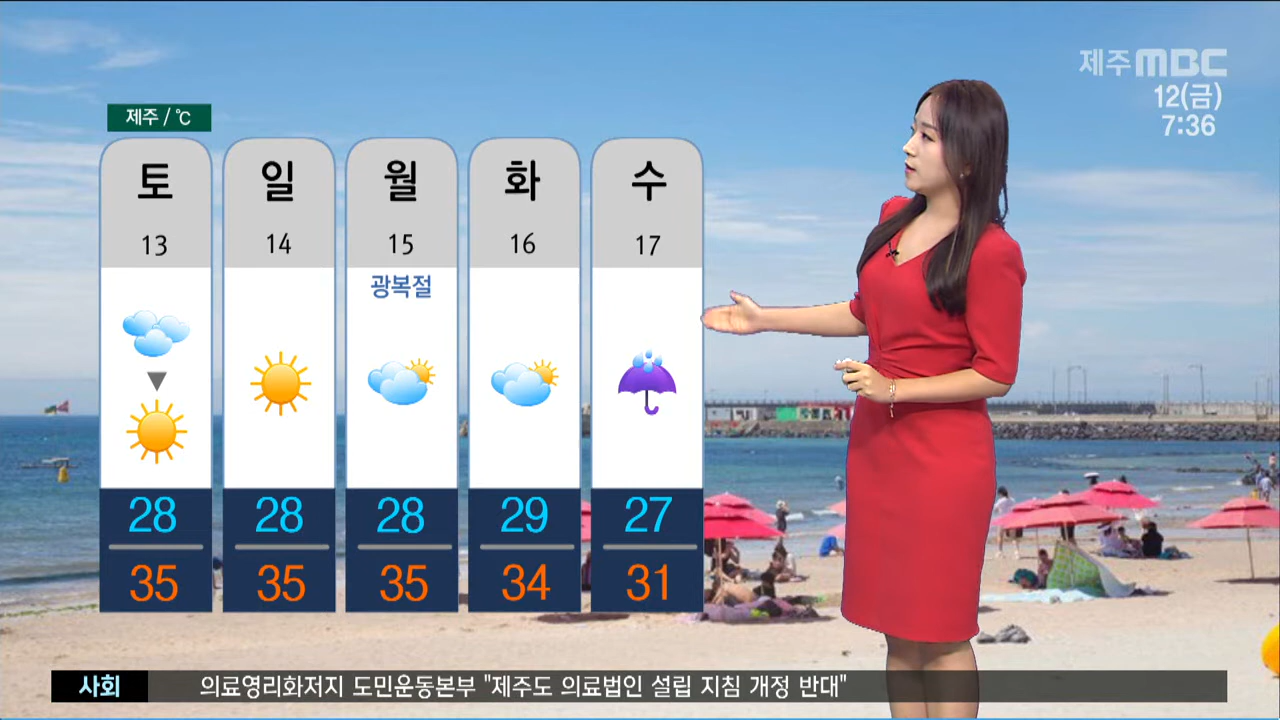 제주MBC
12(금)
7:36
제주 / ℃
토 일 월 화 수
13 14 15 16 17
광복절
28 28 28 29 27
35 35 35 34 31
사회 의료영리화저지 도민운동본부 "제주도 의료법인 설립 지침 개정 반대"